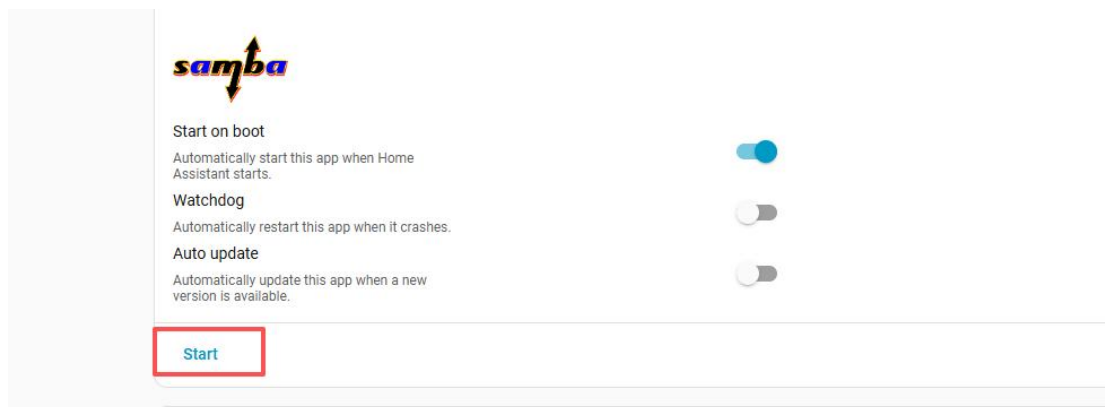 samba
Start on boot
Automatically start this app when Home
Assistant starts.
Watchdog
Automatically restart this app when it crashes.
Auto update
Automatically update this app when a new
version is available.
Start